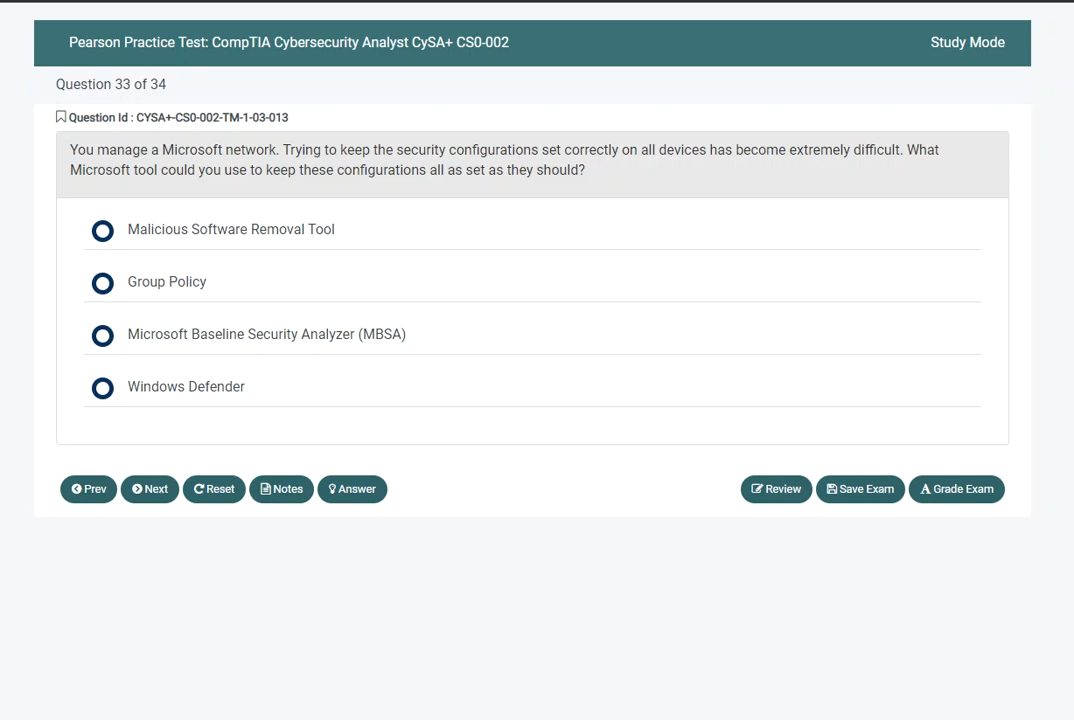 Pearson Practice Test: CompTIA Cybersecurity Analyst CySA+ CS0-002
Study Mode
Question 33 of 34
Question Id : CYSA+-CS0-002-TM-1-03-013
You manage a Microsoft network. Trying to keep the security configurations set correctly on all devices has become extremely difficult. What
Microsoft tool could you use to keep these configurations all as set as they should?
Malicious Software Removal Tool
Group Policy
Microsoft Baseline Security Analyzer (MBSA)
Windows Defender
Prev
Next
Reset
Notes
Answer
Review
Save Exam
Grade Exam